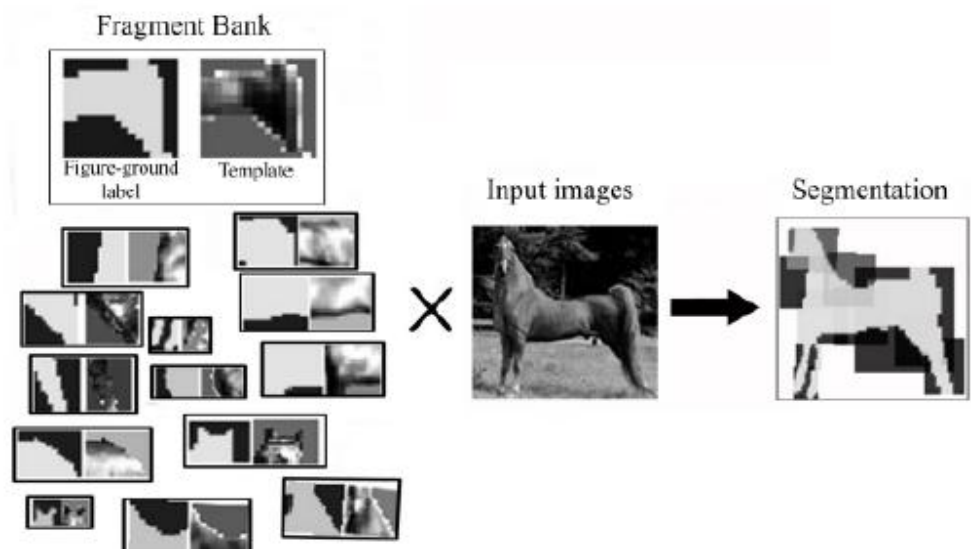 Fragment Bank
Figure-ground
label
Template
Input images
Segmentation